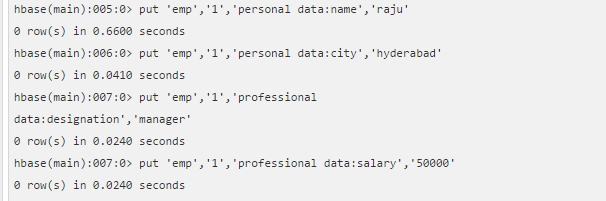 hbase(main):005:0> put 'emp','1','personal data:name','raju'
0 row(s) in 0.6600 seconds
hbase(main):006:0> put 'emp','1','personal data:city','hyderabad'
0 row(s) in 0.0410 seconds
hbase(main):007:0> put 'emp','1','professional
data:designation','manager'
0 row(s) in 0.0240 seconds
hbase(main):007:0> put 'emp','1','professional data:salary','50000'
0 row(s) in 0.0240 seconds